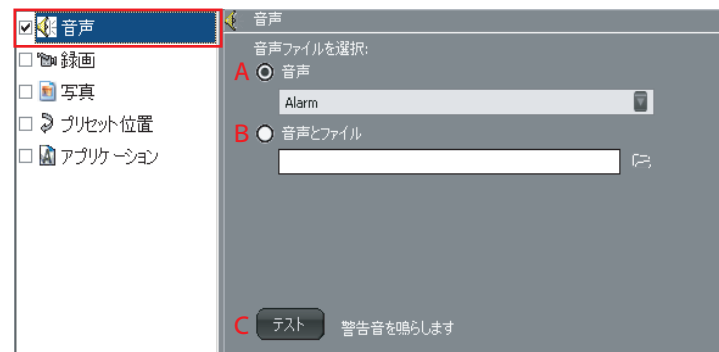 音声
録画
写真
プリセット位置
アプリケーション
音声
音声ファイルを選択:
A 音声
Alarm
B 音声とファイル
C テスト 警告音を鳴らします